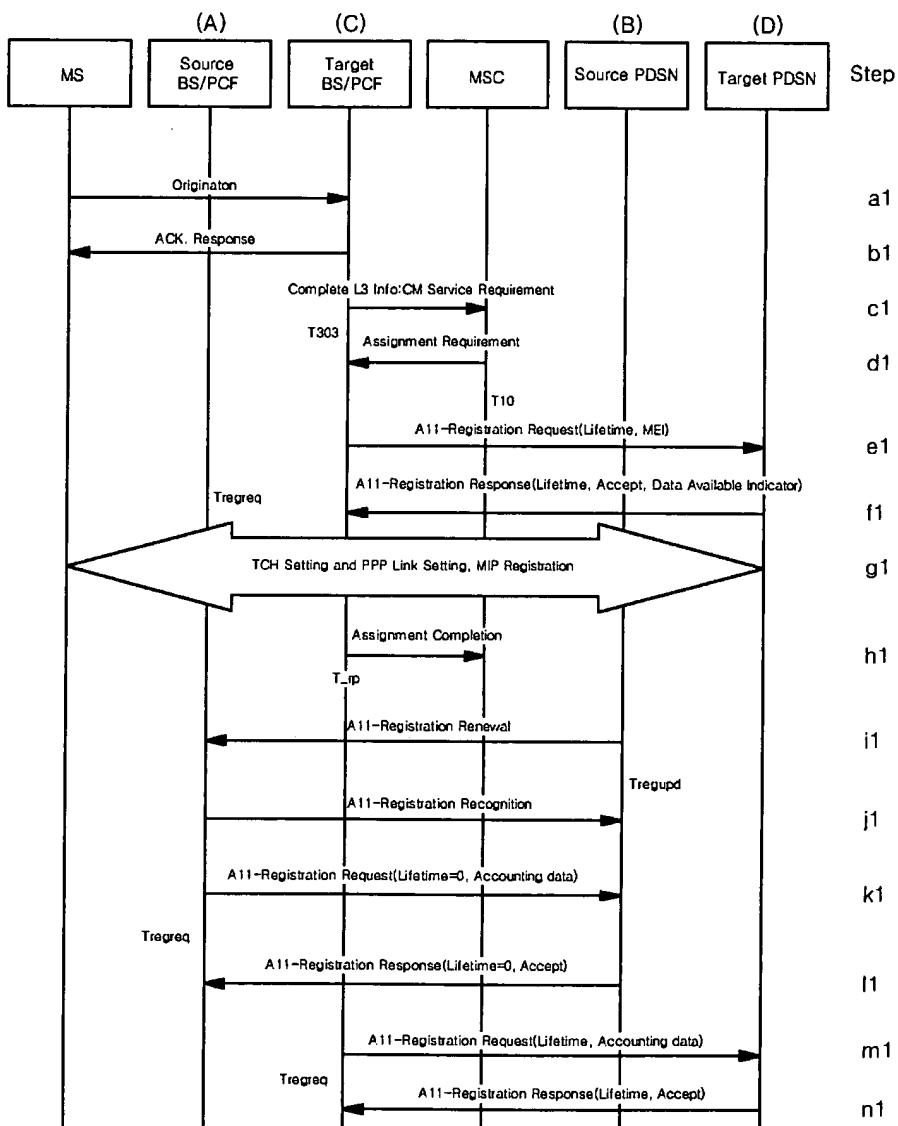 (A)
(C)
(B)
(D)
MS
Source
BS/PCF
Target
BS/PCF
MSC
Source PDSN
Target PDSN
Step
Originaton
a1
ACK. Response
b1
Complete L3 Info:CM Service Requirement
c1
T303
Assignment Requirement
d1
T10
A11-Registration Request(Lifetime, MEI)
e1
A11-Registration Response(Lifetime, Accept, Data Available Indicator)
Tregreq
f1
TCH Setting and PPP Link Setting, MIP Registration
g1
Assignment Completion
h1
T_rp
A11-Registration Renewal
i1
Tregupd
A11-Registration Recognition
j1
A11-Registration Request(Lifetime=0, Accounting data)
k1
Tregreq
A11-Registration Response(Lifetime=0, Accept)
l1
A11-Registration Request(Lifetime, Accounting data)
m1
Tregreq
A11-Registration Response(Lifetime, Accept)
n1